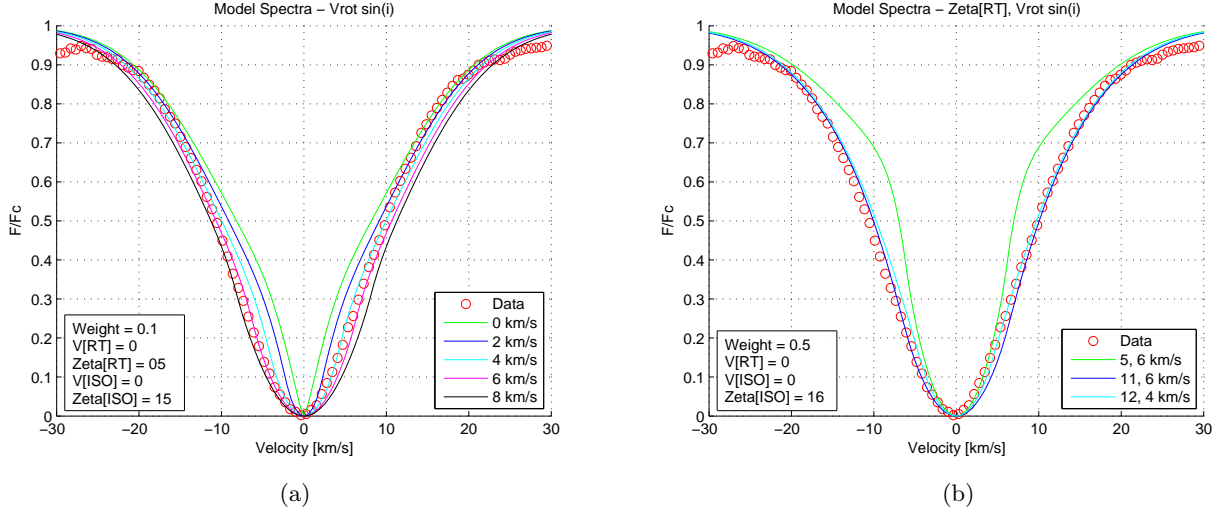 Model Spectra − Vrot sin(i)
1
0.9
0.8
0.7
0.6
0.5
0.4
0.3
0.2
0.1
0
F/Fc
−30 −20 −10 0 10 20 30
Velocity [km/s]
Weight = 0.1
V[RT] = 0
Zeta[RT] = 05
V[ISO] = 0
Zeta[ISO] = 15
Data
0 km/s
2 km/s
4 km/s
6 km/s
8 km/s
(a)
Model Spectra − Zeta[RT], Vrot sin(i)
1
0.9
0.8
0.7
0.6
0.5
0.4
0.3
0.2
0.1
0
F/Fc
−30 −20 −10 0 10 20 30
Velocity [km/s]
Weight = 0.5
V[RT] = 0
V[ISO] = 0
Zeta[ISO] = 16
Data
5, 6 km/s
11, 6 km/s
12, 4 km/s
(b)